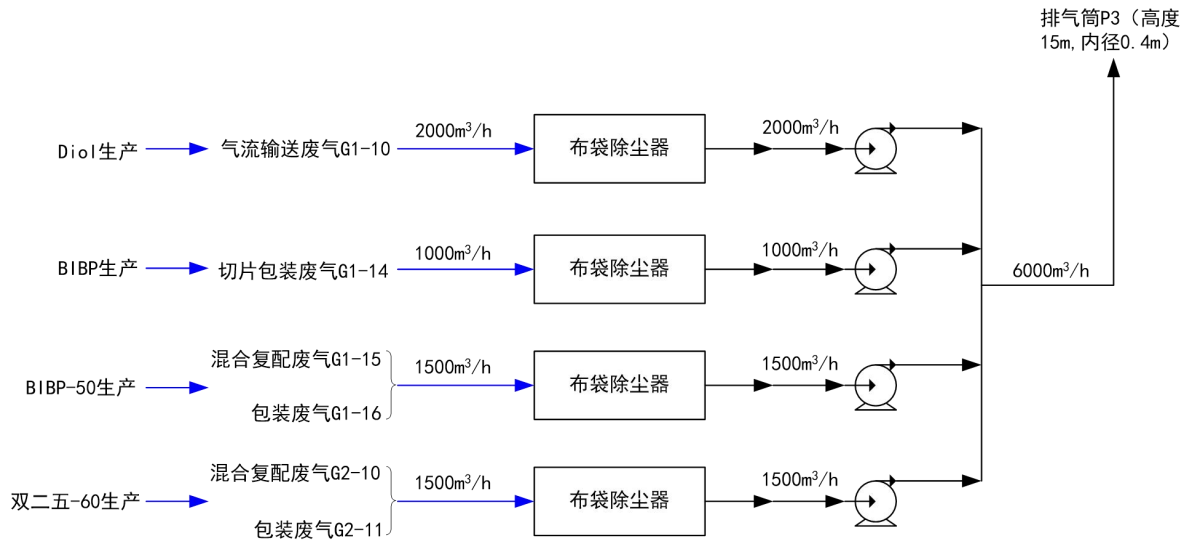 排气筒P3（高度
15m,内径0.4m）
Diol生产
气流输送废气G1-10
2000m³/h
布袋除尘器
2000m³/h
BIBP生产
切片包装废气G1-14
1000m³/h
布袋除尘器
1000m³/h
6000m³/h
BIBP-50生产
混合复配废气G1-15
包装废气G1-16
1500m³/h
布袋除尘器
1500m³/h
双二五-60生产
混合复配废气G2-10
包装废气G2-11
1500m³/h
布袋除尘器
1500m³/h